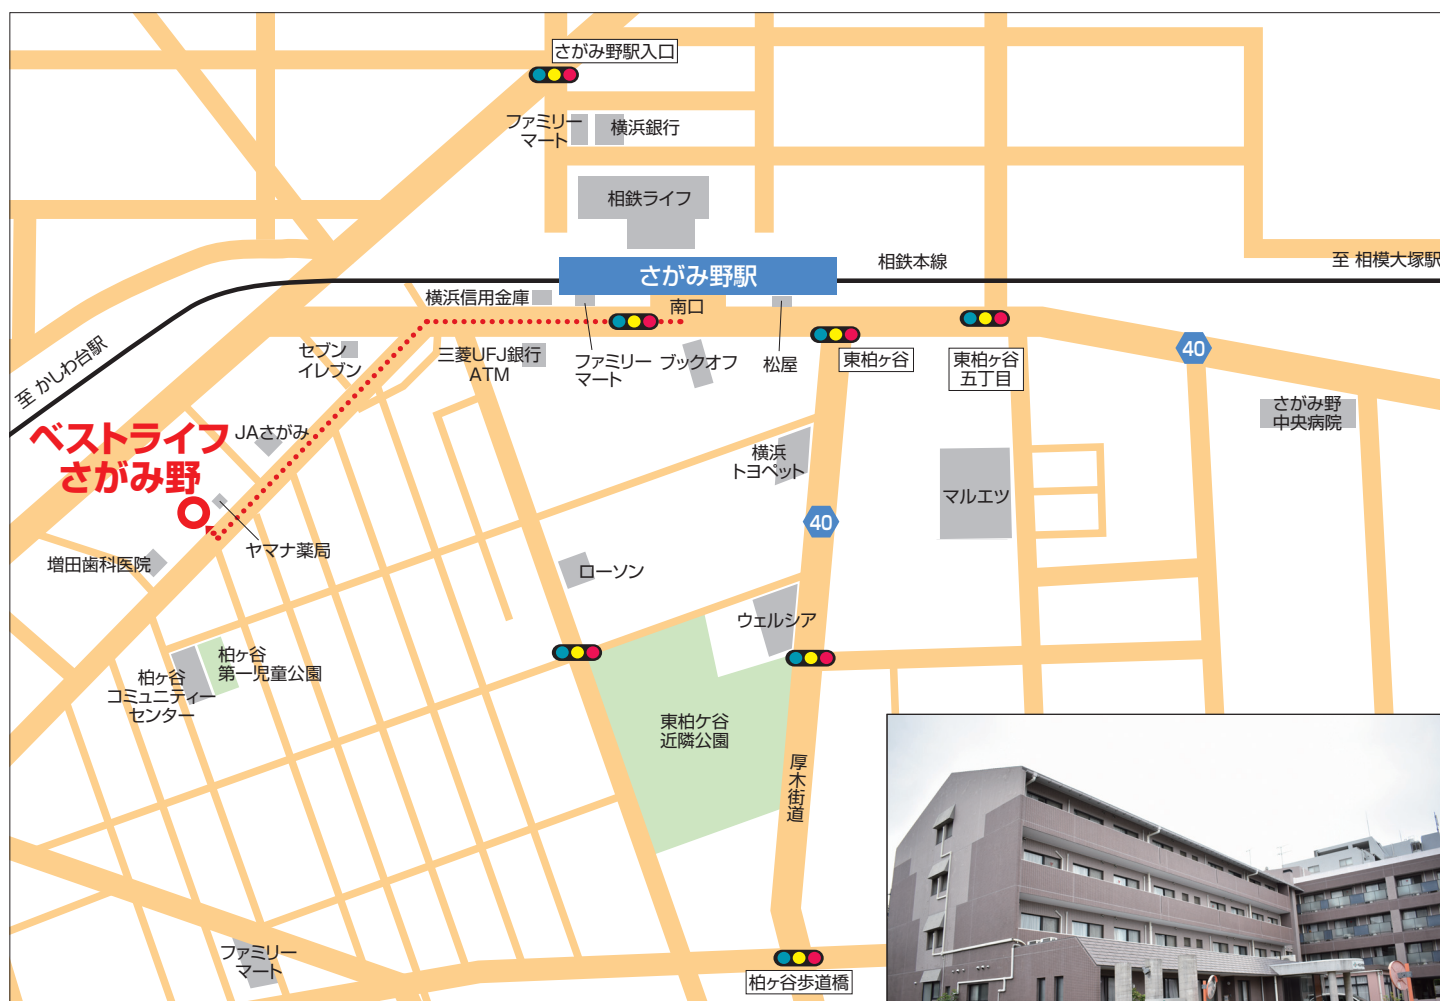 さがみ野駅入口
ファミリー
マート
横浜銀行
相鉄ライフ
さがみ野駅
相鉄本線
至 相模大塚駅
南口
横浜信用金庫
至 かしわ台駅
セブン
イレブン
三菱UFJ銀行
ATM
ファミリー
マート
ブックオフ
松屋
東柏ヶ谷
東柏ヶ谷
五丁目
40
さがみ野
中央病院
ベストライフ
さがみ野
JAさがみ
横浜
トヨペット
マルエツ
40
ヤマナ薬局
増田歯科医院
ローソン
ウェルシア
柏ヶ谷
第一児童公園
柏ヶ谷
コミュニティー
センター
東柏ケ谷
近隣公園
厚木街道
ファミリー
マート
柏ヶ谷歩道橋